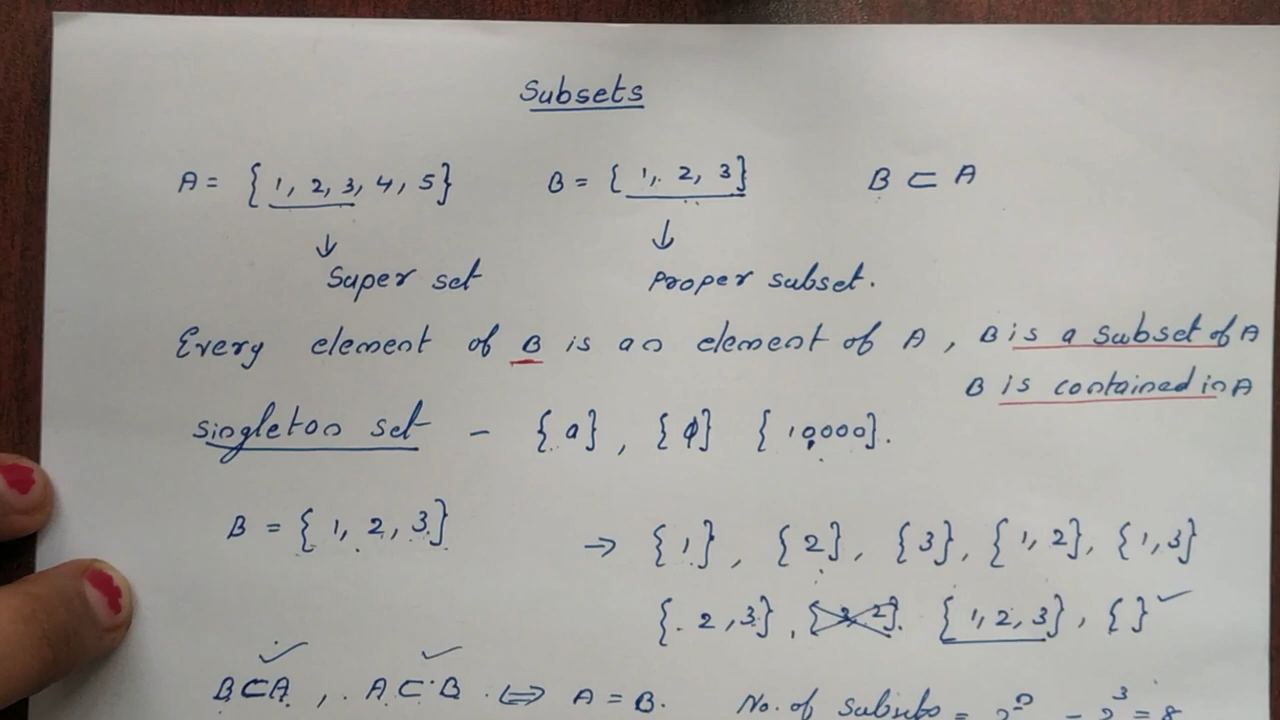 Subsets
A = { 1, 2, 3, 4, 5} B = { 1, 2, 3} B ⊂ A
↓ ↓
Super set Proper subset.
Every element of B is an element of A , B is a subset of A
B is contained in A
Singleton set - { a} , { ϕ} { 10,000}.
B = { 1, 2, 3} → { 1} , { 2} , { 3} , { 1, 2} , { 1, 3}
{ 2, 3} , { 3, 2} . { 1, 2, 3} , { } ✓
✓ ✓
B⊂A , A⊂B ⇔ A = B. No. of subsets = 2ⁿ = 2³ = 8